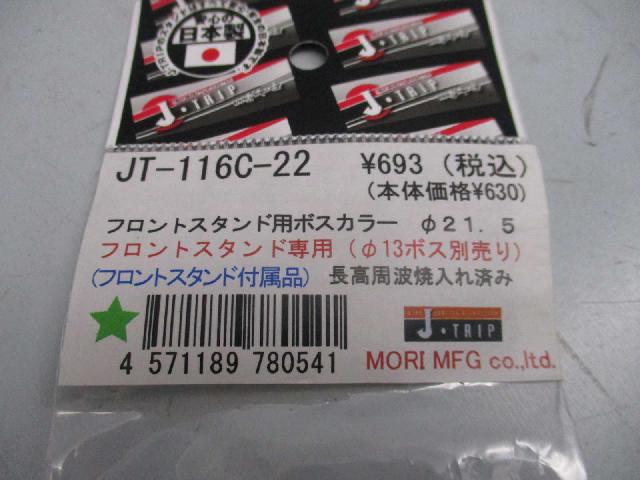 安心の
日本製
J-TRIP
J-TRIP
J-TRIP
JT-116C-22 ¥693(税込)
(本体価格¥630)
フロントスタンド用ボスカラー φ21.5
フロントスタンド専用(φ13ボス別売り)
(フロントスタンド付属品) 長高周波焼入れ済み
J・TRIP
4 571189 780541 MORI MFG co.,ltd.